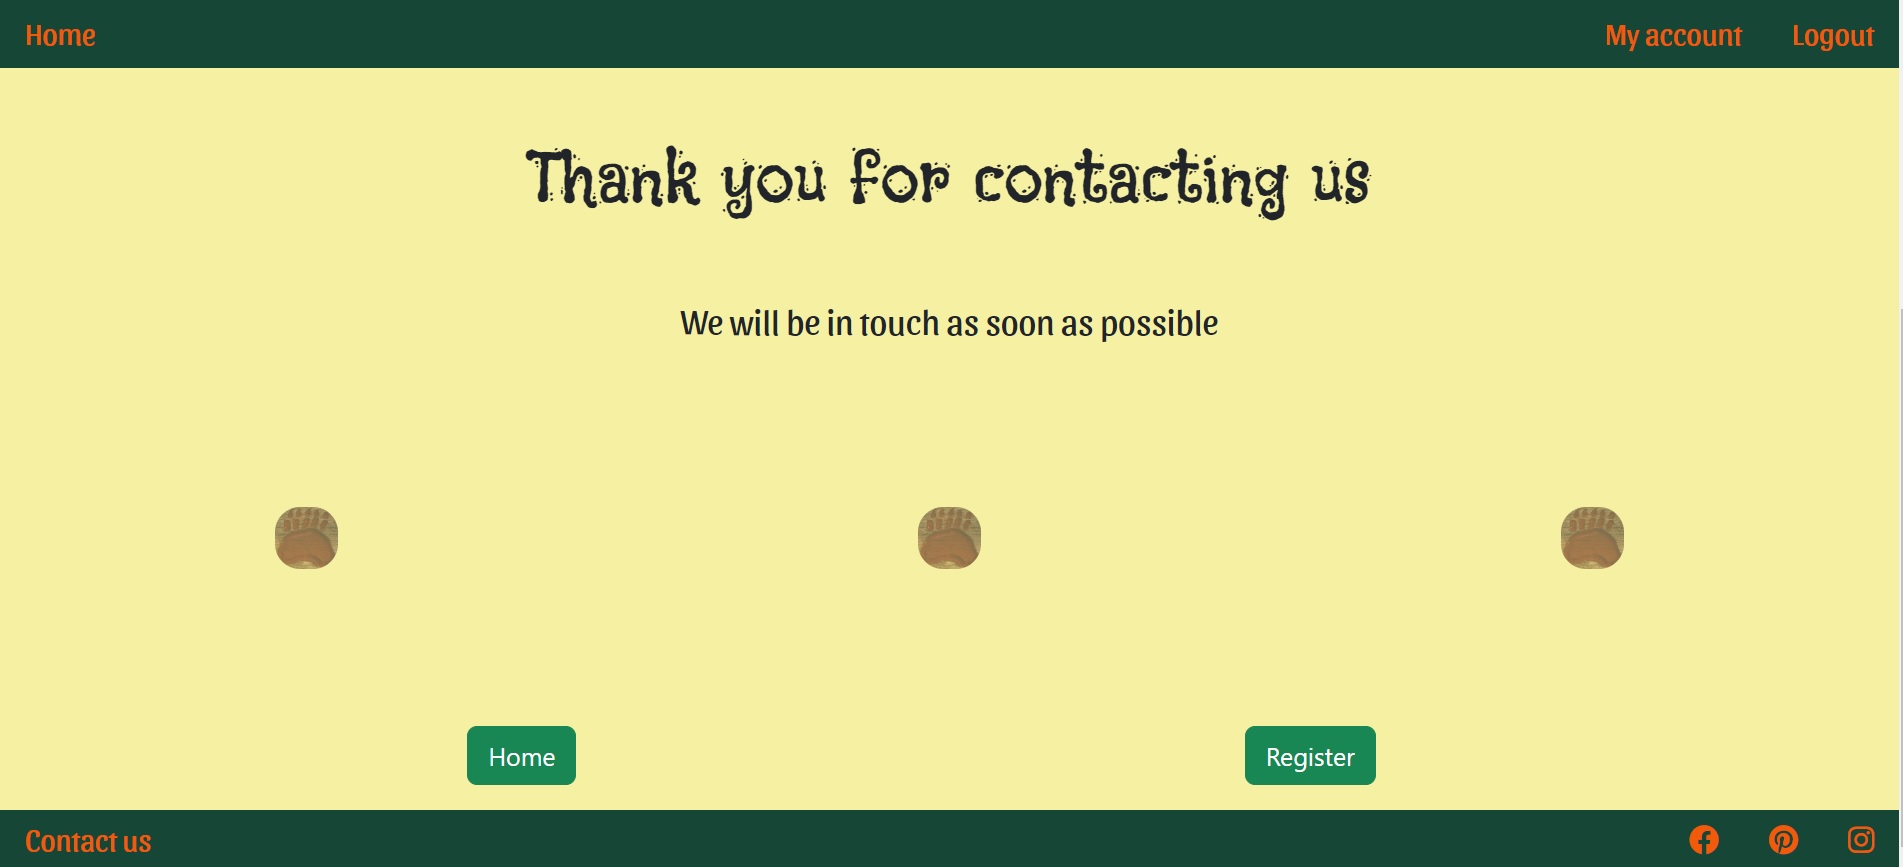 Home
My account
Logout
Thank you for contacting us
We will be in touch as soon as possible
Home
Register
Contact us